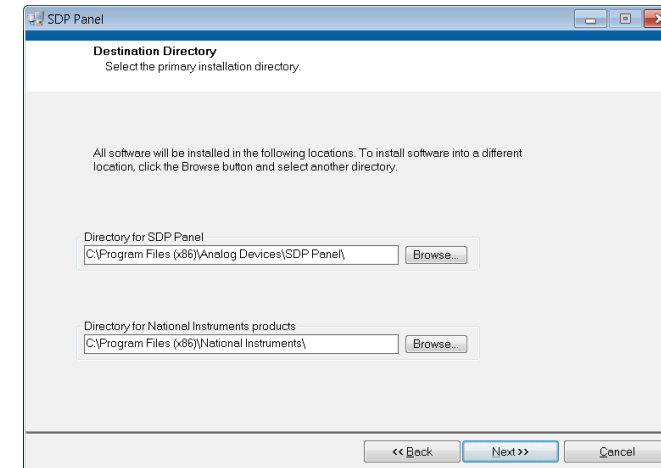 SDP Panel
Destination Directory
Select the primary installation directory.
All software will be installed in the following locations. To install software into a different
location, click the Browse button and select another directory.
Directory for SDP Panel
C:\Program Files (x86)\Analog Devices\SDP Panel\
Browse...
Directory for National Instruments products
C:\Program Files (x86)\National Instruments\
Browse...
<< Back
Next >>
Cancel